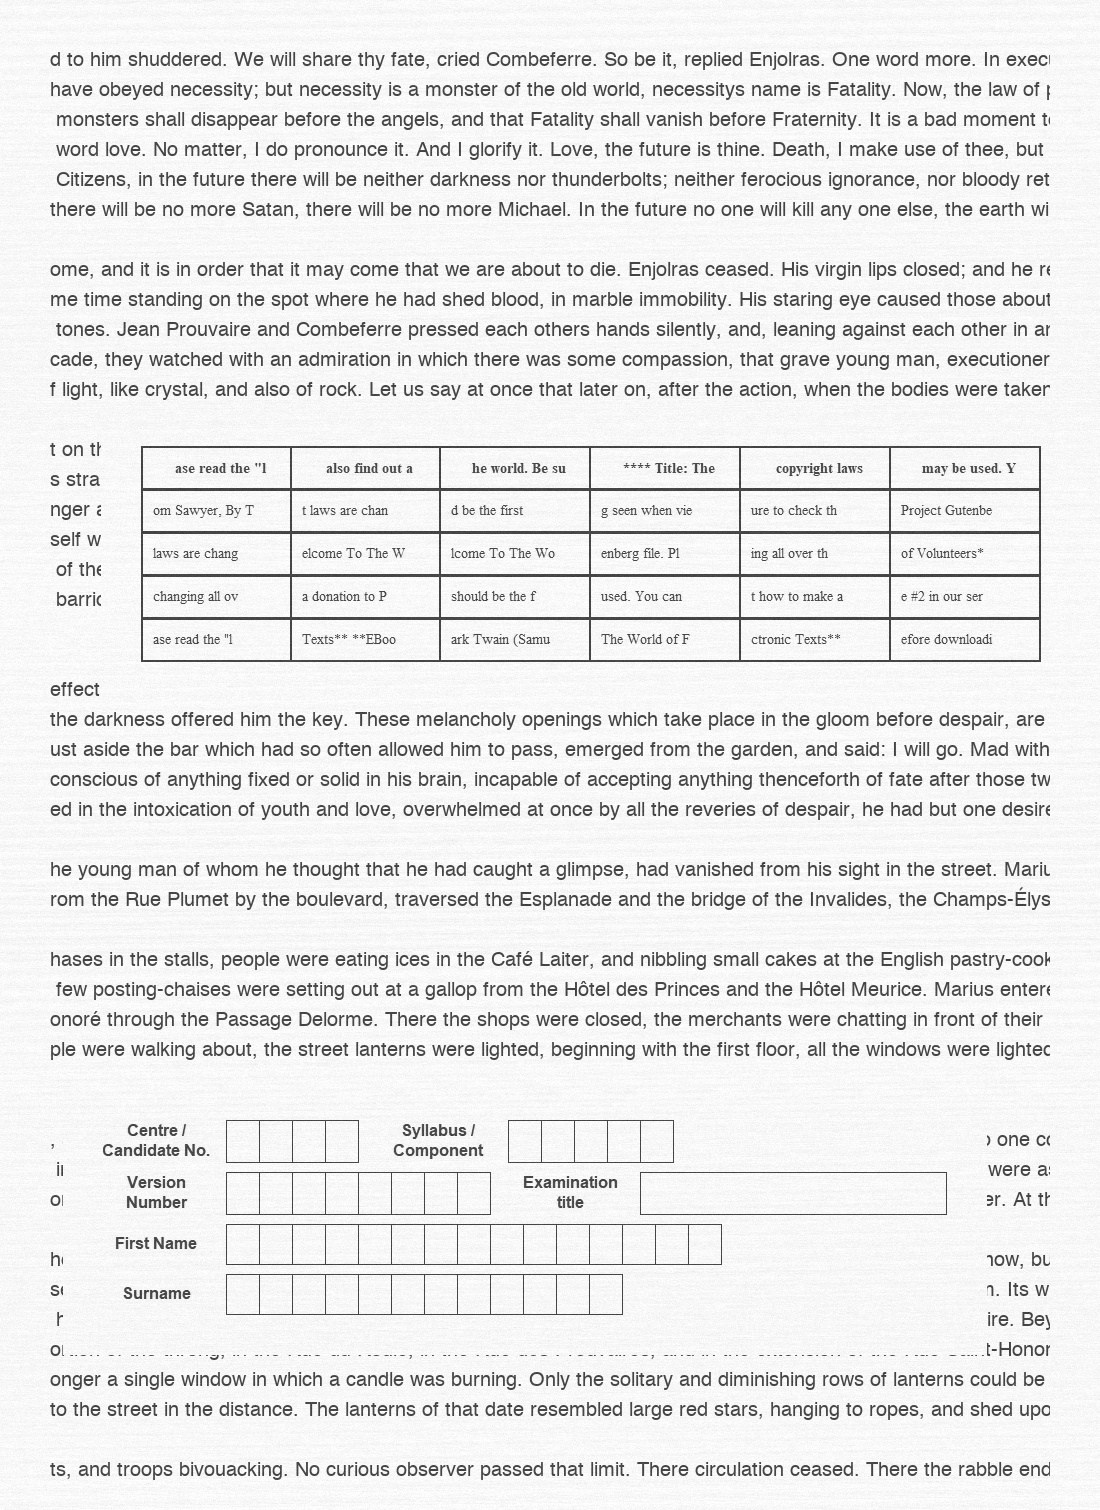 d to him shuddered. We will share thy fate, cried Combeferre. So be it, replied Enjolras. One word more. In
have obeyed necessity; but necessity is a monster of the old world, necessitys name is Fatality. Now, the law of
monsters shall disappear before the angels, and that Fatality shall vanish before Fraternity. It is a bad moment
word love. No matter, I do pronounce it. And I glorify it. Love, the future is thine. Death, I make use of thee, but
Citizens, in the future there will be neither darkness nor thunderbolts; neither ferocious ignorance, nor bloody ret
there will be no more Satan, there will be no more Michael. In the future no one will kill any one else, the earth wi
ome, and it is in order that it may come that we are about to die. Enjolras ceased. His virgin lips closed; and he
me time standing on the spot where he had shed blood, in marble immobility. His staring eye caused those about
tones. Jean Prouvaire and Combeferre pressed each others hands silently, and, leaning against each other in
cade, they watched with an admiration in which there was some compassion, that grave young man, executioner
f light, like crystal, and also of rock. Let us say at once that later on, after the action, when the bodies were taken
t on
s stra
nger
self w
of the
ase read the "l also find out a he world. Be su **** Title: The copyright laws may be used. Y
om Sawyer, By T t laws are chan d be the first g seen when vie ure to check th Project Gutenbe
laws are chang elcome To The W lcome To The Wo enberg file. Pl ing all over th of Volunteers*
changing all ov a donation to P should be the f used. You can t how to make a e #2 in our ser
ase read the "l Texts** **EBoo ark Twain (Samu The World of F ctronic Texts** efore downloadi
effect
the darkness offered him the key. These melancholy openings which take place in the gloom before despair, are
ust aside the bar which had so often allowed him to pass, emerged from the garden, and said: I will go. Mad with
conscious of anything fixed or solid in his brain, incapable of accepting anything thenceforth of fate after those tw
ed in the intoxication of youth and love, overwhelmed at once by all the reveries of despair, he had but one desire
he young man of whom he thought that he had caught a glimpse, had vanished from his sight in the street.
rom the Rue Plumet by the boulevard, traversed the Esplanade and the bridge of the Invalides, the Champs-Élys
hases in the stalls, people were eating ices in the Café Laiter, and nibbling small cakes at the English pastry-cook
few posting-chaises were setting out at a gallop from the Hôtel des Princes and the Hôtel Meurice. Marius entere
onoré through the Passage Delorme. There the shops were closed, the merchants were chatting in front of their
ple were walking about, the street lanterns were lighted, beginning with the first floor, all the windows were lighted
Centre / Candidate No. Syllabus / Component
, one
were
Version Number Examination title
er. At
First Name
now,
Surname
Its w
ire. Bey
t-Honor
onger a single window in which a candle was burning. Only the solitary and diminishing rows of lanterns could be
to the street in the distance. The lanterns of that date resembled large red stars, hanging to ropes, and shed upo
ts, and troops bivouacking. No curious observer passed that limit. There circulation ceased. There the rabble end